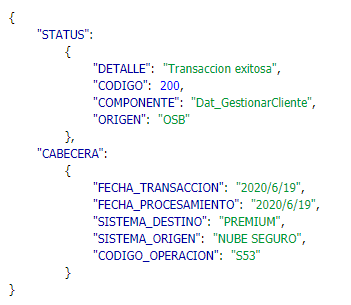 {
"STATUS":
{
"DETALLE": "Transaccion exitosa",
"CODIGO": 200,
"COMPONENTE": "Dat_GestionarCliente",
"ORIGEN": "OSB"
},
"CABECERA":
{
"FECHA_TRANSACCION": "2020/6/19",
"FECHA_PROCESAMIENTO": "2020/6/19",
"SISTEMA_DESTINO": "PREMIUM",
"SISTEMA_ORIGEN": "NUBE SEGURO",
"CODIGO_OPERACION": "S53"
}
}